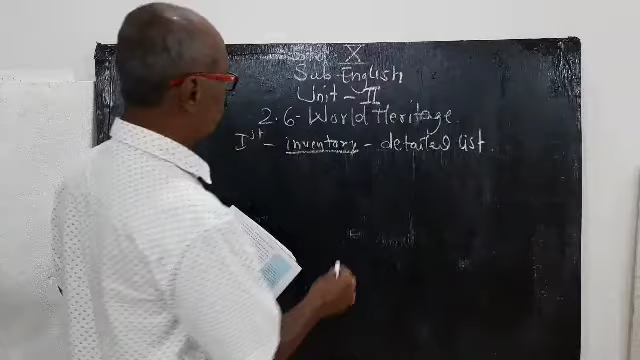 X
Sub-English
Unit - II
2.6- World Heritage
Ist - inventory - detailed list.